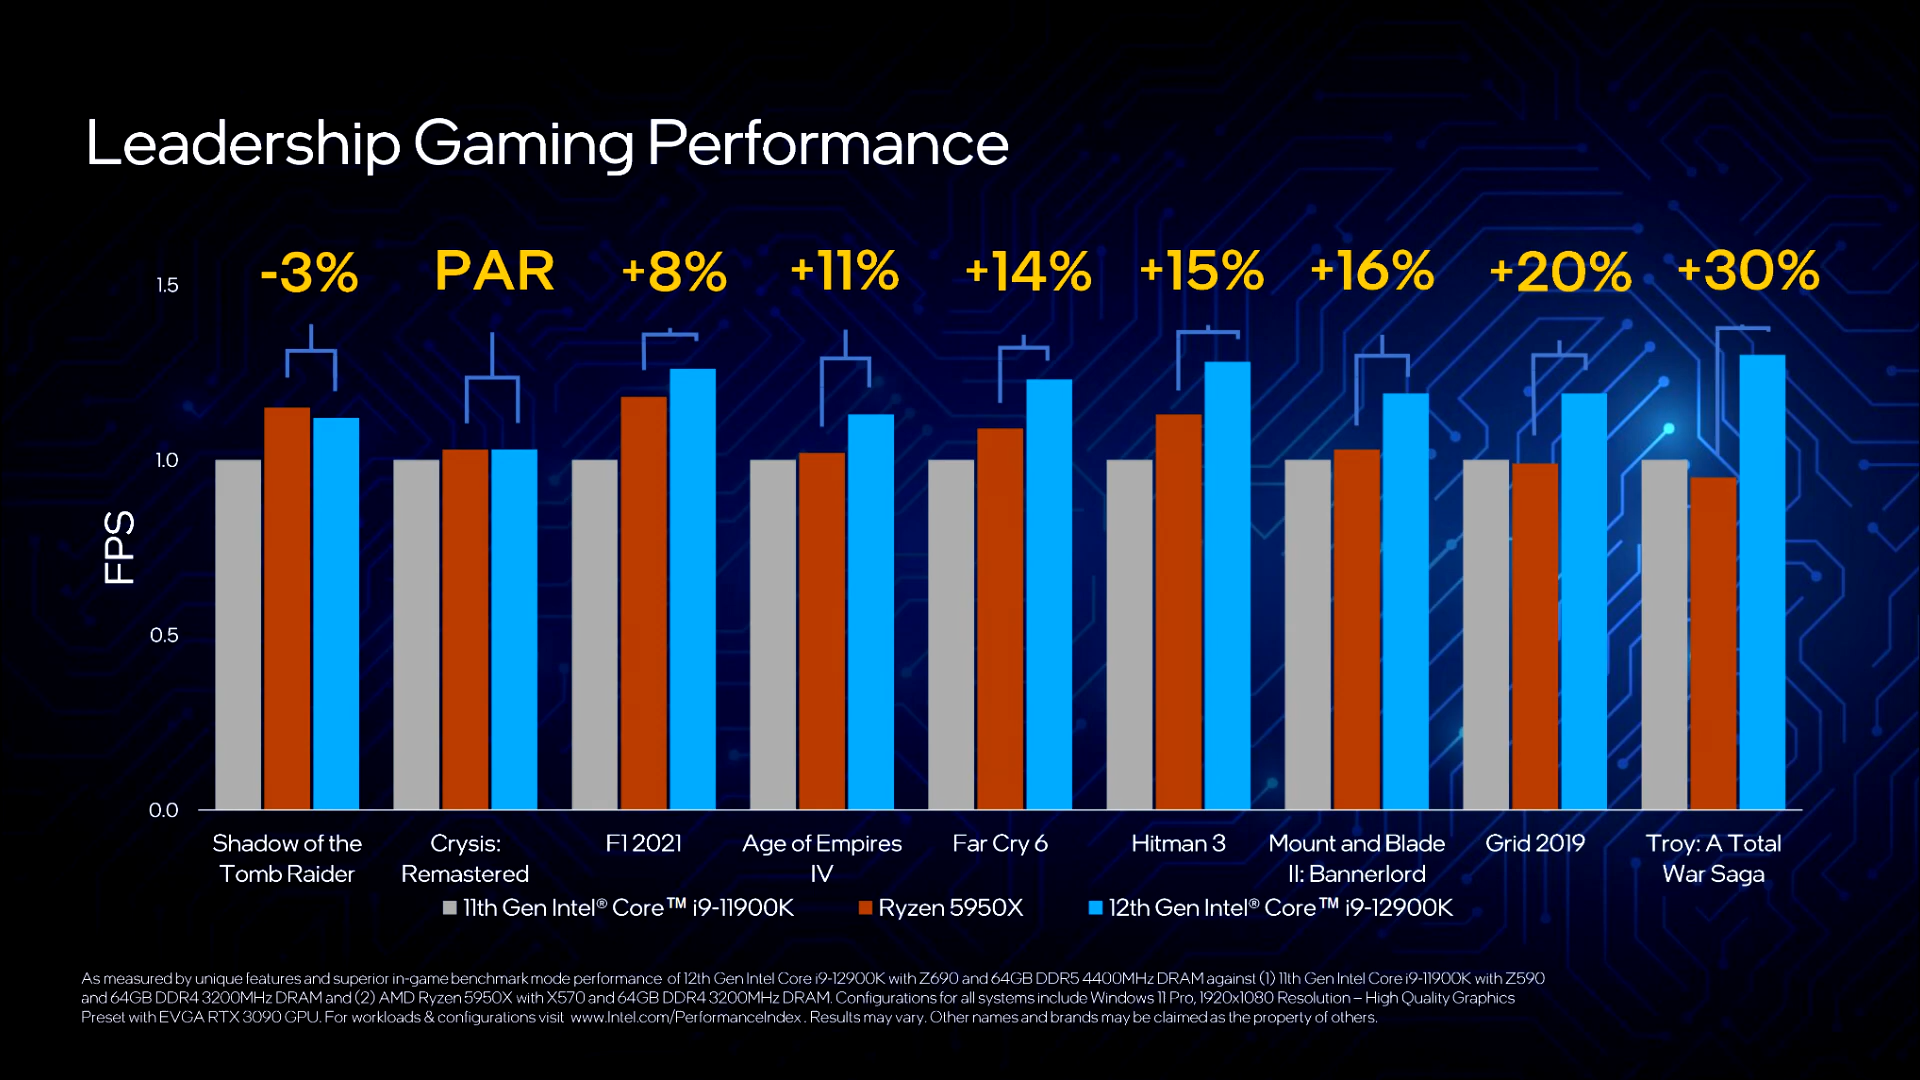 Leadership Gaming Performance
-3% PAR +8% +11% +14% +15% +16% +20% +30%
1.5
1.0
0.5
0.0
FPS
Shadow of the
Tomb Raider
Crysis:
Remastered
F1 2021
Age of Empires
IV
Far Cry 6
Hitman 3
Mount and Blade
II: Bannerlord
Grid 2019
Troy: A Total
War Saga
11th Gen Intel® Core™ i9-11900K
Ryzen 5950X
12th Gen Intel® Core™ i9-12900K
As measured by unique features and superior in-game benchmark mode performance of 12th Gen Intel Core i9-12900K with Z690 and 64GB DDR5 4400MHz DRAM against (1) 11th Gen Intel Core i9-11900K with Z590
and 64GB DDR4 3200MHz DRAM and (2) AMD Ryzen 5950X with X570 and 64GB DDR4 3200MHz DRAM. Configurations for all systems include Windows 11 Pro, 1920x1080 Resolution – High Quality Graphics
Preset with EVGA RTX 3090 GPU. For workloads & configurations visit www.Intel.com/PerformanceIndex. Results may vary. Other names and brands may be claimed as the property of others.